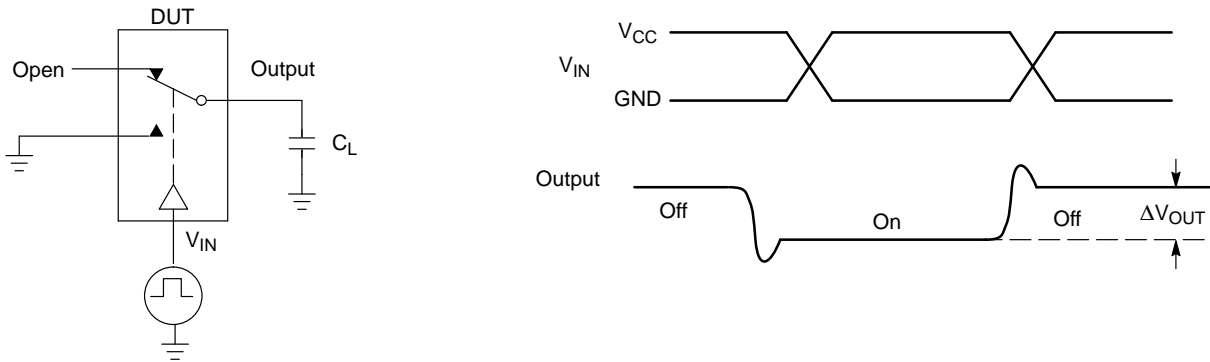 DUT
Open
Output
C_L
V_IN
V_CC
V_IN
GND
Output
Off
On
Off
ΔV_OUT